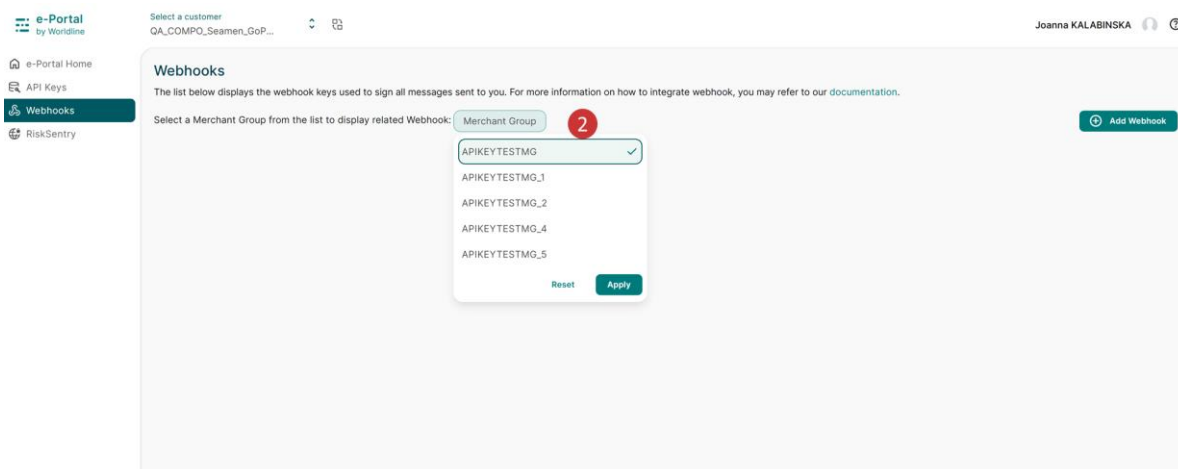 e-Portal
by Worldline
Select a customer
QA_COMPO_Seamen_GoP...
Joanna KALABINSKA
e-Portal Home
API Keys
Webhooks
RiskSentry
Webhooks
The list below displays the webhook keys used to sign all messages sent to you. For more information on how to integrate webhook, you may refer to our documentation.
Select a Merchant Group from the list to display related Webhook: Merchant Group 2
Add Webhook
APIKEYTESTMG
APIKEYTESTMG_1
APIKEYTESTMG_2
APIKEYTESTMG_4
APIKEYTESTMG_5
Reset Apply